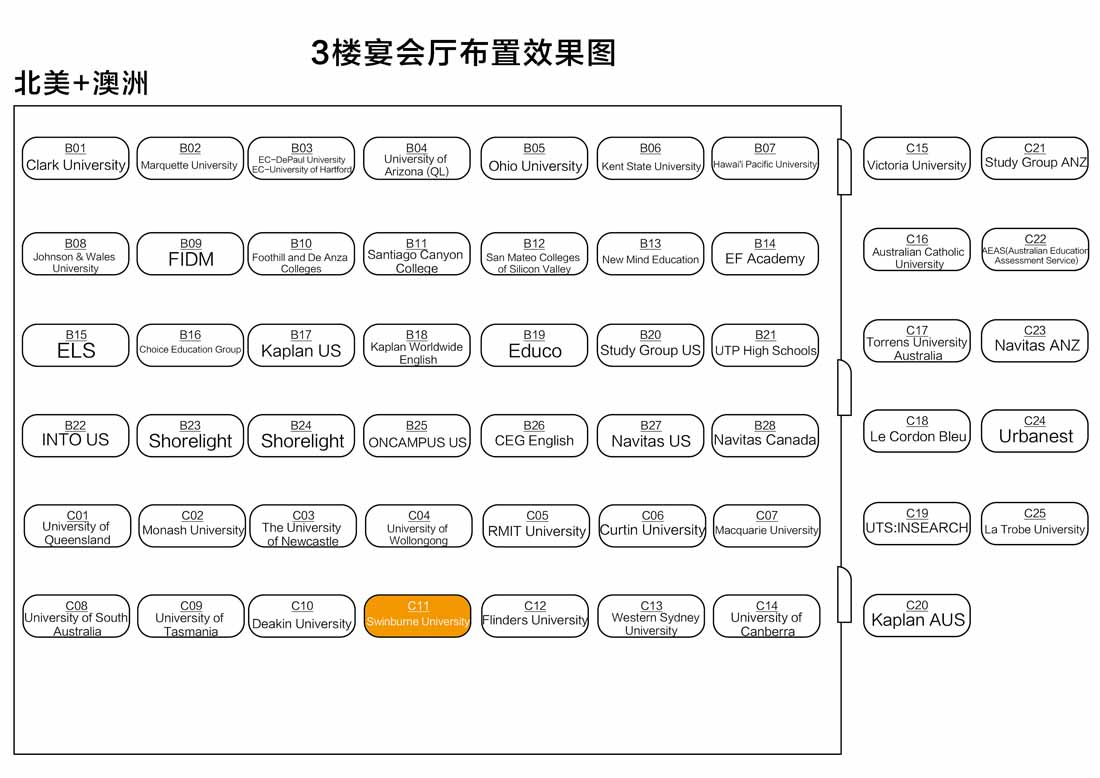 3楼宴会厅布置效果图
北美+澳洲
B01
Clark University
B02
Marquette University
B03
EC-DePaul University
EC-University of Hartford
B04
University of
Arizona (QL)
B05
Ohio University
B06
Kent State University
B07
Hawai'i Pacific University
C15
Victoria University
C21
Study Group ANZ
B08
Johnson & Wales
University
B09
FIDM
B10
Foothill and De Anza
Colleges
B11
Santiago Canyon
College
B12
San Mateo Colleges
of Silicon Valley
B13
New Mind Education
B14
EF Academy
C16
Australian Catholic
University
C22
AEAS(Australian Education
Assessment Service)
B15
ELS
B16
Choice Education Group
B17
Kaplan US
B18
Kaplan Worldwide
English
B19
Educo
B20
Study Group US
B21
UTP High Schools
C17
Torrens University
Australia
C23
Navitas ANZ
B22
INTO US
B23
Shorelight
B24
Shorelight
B25
ONCAMPUS US
B26
CEG English
B27
Navitas US
B28
Navitas Canada
C18
Le Cordon Bleu
C24
Urbanest
C01
University of
Queensland
C02
Monash University
C03
The University
of Newcastle
C04
University of
Wollongong
C05
RMIT University
C06
Curtin University
C07
Macquarie University
C19
UTS:INSEARCH
C25
La Trobe University
C08
University of South
Australia
C09
University of
Tasmania
C10
Deakin University
C11
Swinburne University
C12
Flinders University
C13
Western Sydney
University
C14
University of
Canberra
C20
Kaplan AUS